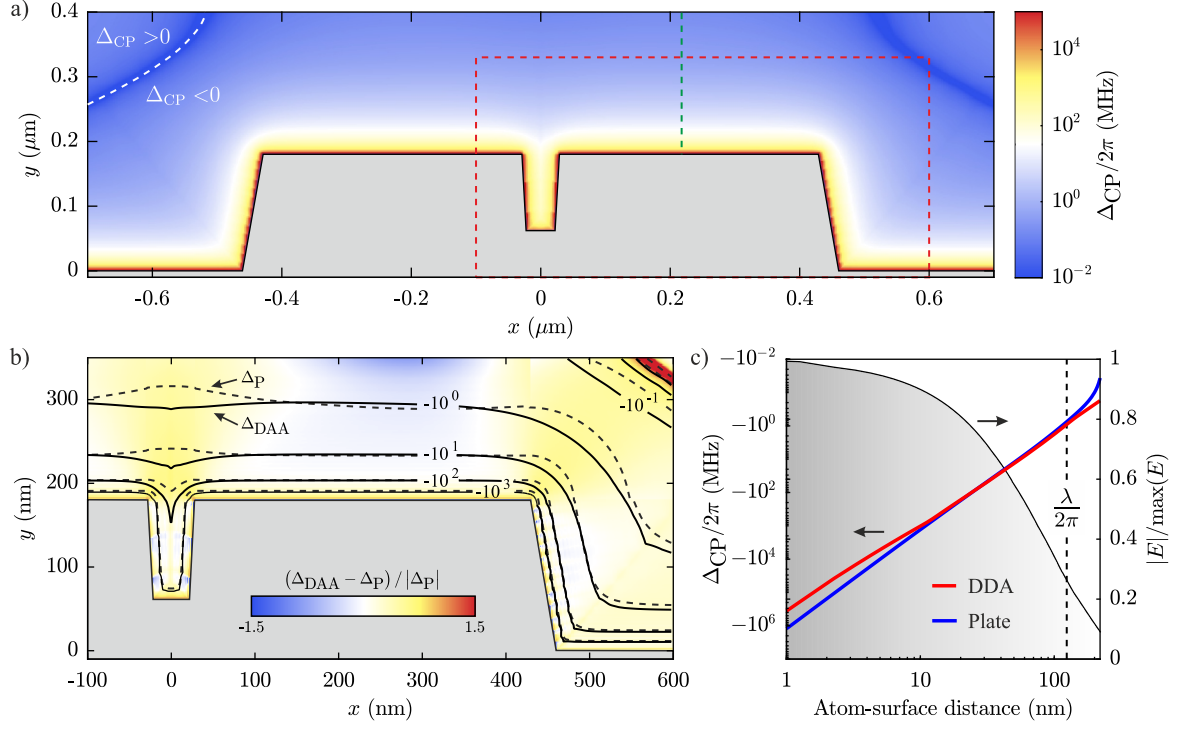 a)
0.4
0.3
0.2
0.1
0
y (μm)
Δ_CP >0
Δ_CP <0
-0.6
-0.4
-0.2
0
0.2
0.4
0.6
x (μm)
10^4
10^2
10^0
10^-2
Δ_CP/2π (MHz)
b)
300
200
100
0
y (nm)
Δ_P
Δ_DAA
-10^0
-10^-1
-10^1
-10^2
-10^3
(Δ_DAA − Δ_P) / |Δ_P|
-1.5
1.5
-100
0
100
200
300
400
500
600
x (nm)
c)
-10^-2
-10^0
-10^2
-10^4
-10^6
Δ_CP/2π (MHz)
1
0.8
0.6
0.4
0.2
0
|E|/max(E)
λ/2π
DDA
Plate
1
10
100
Atom-surface distance (nm)